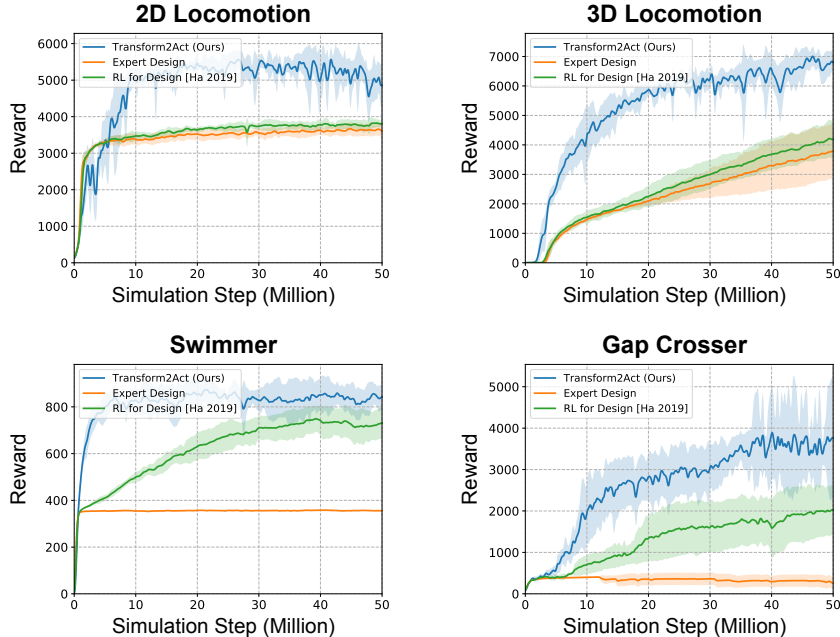 2D Locomotion
6000
5000
4000
3000
2000
1000
0
Reward
Transform2Act (Ours)
Expert Design
RL for Design [Ha 2019]
0 10 20 30 40 50
Simulation Step (Million)
3D Locomotion
7000
6000
5000
4000
3000
2000
1000
0
Reward
Transform2Act (Ours)
Expert Design
RL for Design [Ha 2019]
0 10 20 30 40 50
Simulation Step (Million)
Swimmer
800
600
400
200
0
Reward
Transform2Act (Ours)
Expert Design
RL for Design [Ha 2019]
0 10 20 30 40 50
Simulation Step (Million)
Gap Crosser
5000
4000
3000
2000
1000
0
Reward
Transform2Act (Ours)
Expert Design
RL for Design [Ha 2019]
0 10 20 30 40 50
Simulation Step (Million)